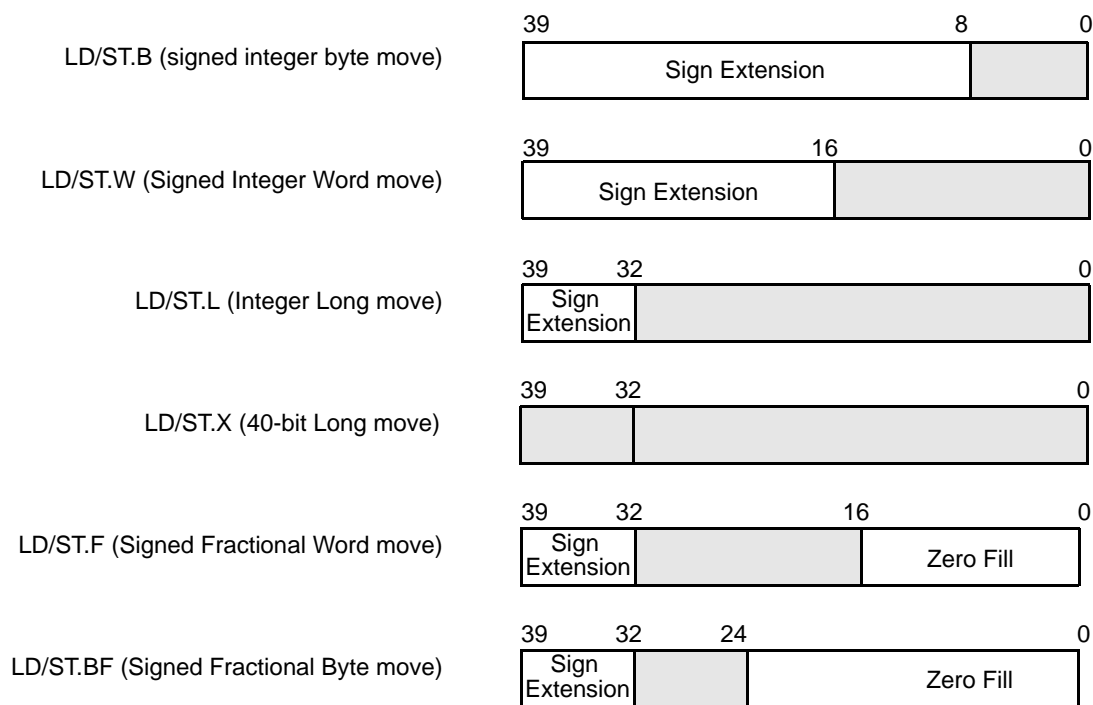 39 8 0
LD/ST.B (signed integer byte move)
Sign Extension
39 16 0
LD/ST.W (Signed Integer Word move)
Sign Extension
39 32 0
LD/ST.L (Integer Long move)
Sign
Extension
39 32 0
LD/ST.X (40-bit Long move)
39 32 16 0
LD/ST.F (Signed Fractional Word move)
Sign
Extension
Zero Fill
39 32 24 0
LD/ST.BF (Signed Fractional Byte move)
Sign
Extension
Zero Fill